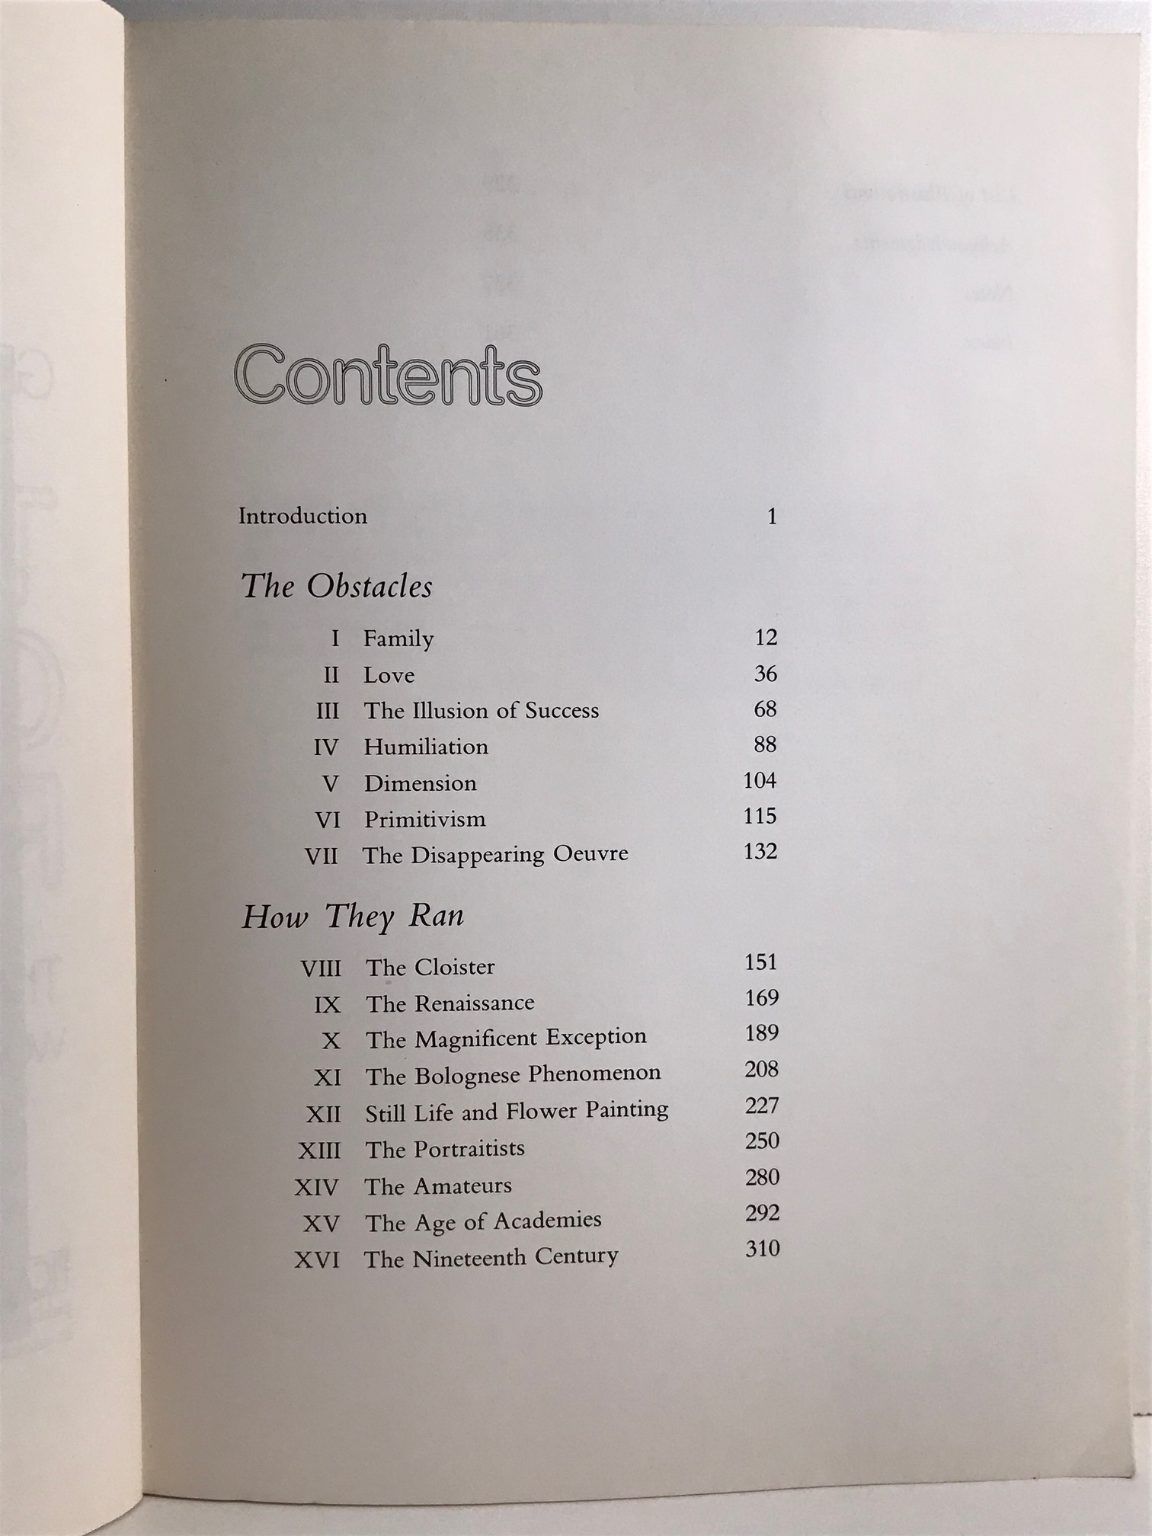 Contents
Introduction 1
The Obstacles
I Family 12
II Love 36
III The Illusion of Success 68
IV Humiliation 88
V Dimension 104
VI Primitivism 115
VII The Disappearing Oeuvre 132
How They Ran
VIII The Cloister 151
IX The Renaissance 169
X The Magnificent Exception 189
XI The Bolognese Phenomenon 208
XII Still Life and Flower Painting 227
XIII The Portraitists 250
XIV The Amateurs 280
XV The Age of Academies 292
XVI The Nineteenth Century 310